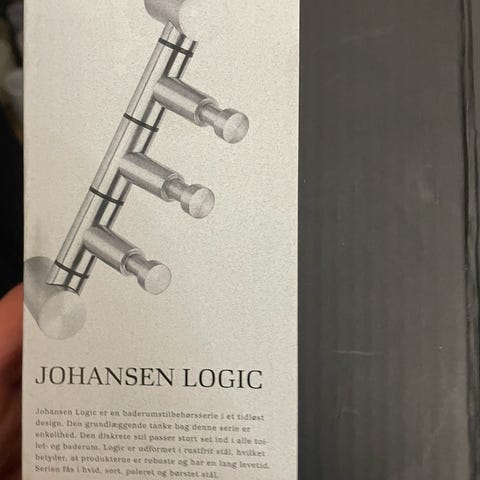 JOHANSEN LOGIC
Johansen Logic er en baderumstilbehørsserie i et tidløst
design. Den grundlæggende tanke bag denne serie er
enkelthed. Den diskrete stil passer stort set ind i alle toi-
let- og baderum. Logic er udformet i rustfrit stål, hvilket
betyder, at produkterne er robuste og har en lang levetid.
Serien fås i hvid, sort, poleret og børstet stål.